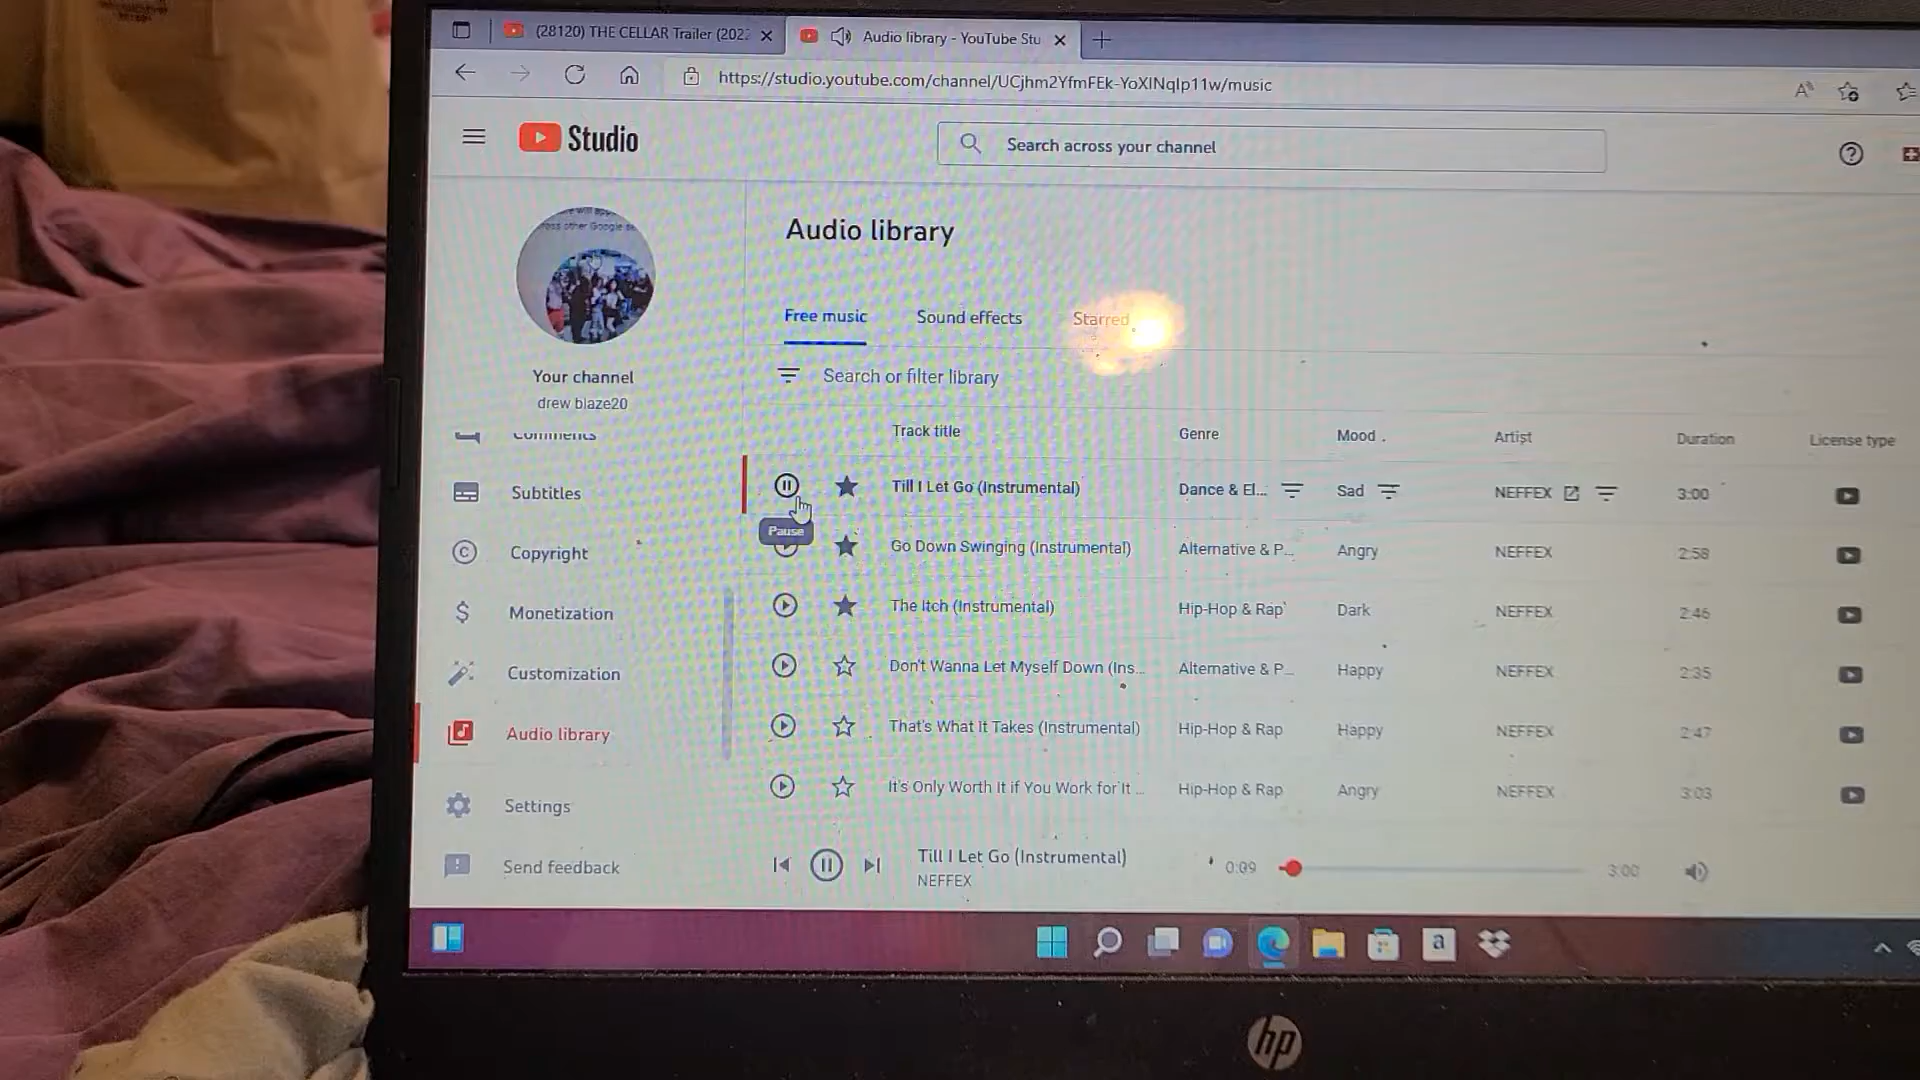 (28120) THE CELLAR Trailer (2022
Audio library - YouTube Stu
https://studio.youtube.com/channel/UCjhm2YfmFEk-YoXINqIp11w/music
Studio
Search across your channel
Audio library
Free music Sound effects Starred
Search or filter library
Your channel
drew blaze20
Comments
Subtitles
Copyright
Monetization
Customization
Audio library
Settings
Send feedback
Track title Genre Mood Artist Duration License type
Till I Let Go (Instrumental) Dance & El... Sad NEFFEX 3:00
Pause
Go Down Swinging (Instrumental) Alternative & P... Angry NEFFEX 2:58
The Itch (Instrumental) Hip-Hop & Rap Dark NEFFEX 2:46
Don't Wanna Let Myself Down (Ins... Alternative & P... Happy NEFFEX 2:35
That's What It Takes (Instrumental) Hip-Hop & Rap Happy NEFFEX 2:47
It's Only Worth It if You Work for It ... Hip-Hop & Rap Angry NEFFEX 3:03
Till I Let Go (Instrumental) 0:09 3:00
NEFFEX
a
hp